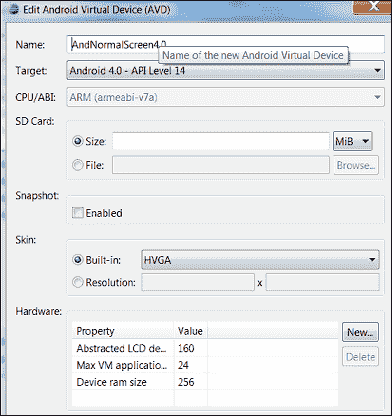 Edit Android Virtual Device (AVD)
Name: AndNormalScreen4.0
Name of the new Android Virtual Device
Target: Android 4.0 - API Level 14
CPU/ABI: ARM (armeabi-v7a)
SD Card:
Size: MiB
File: Browse...
Snapshot:
Enabled
Skin:
Built-in: HVGA
Resolution: x
Hardware:
Property Value New...
Abstracted LCD de... 160
Max VM applicatio... 24 Delete
Device ram size 256